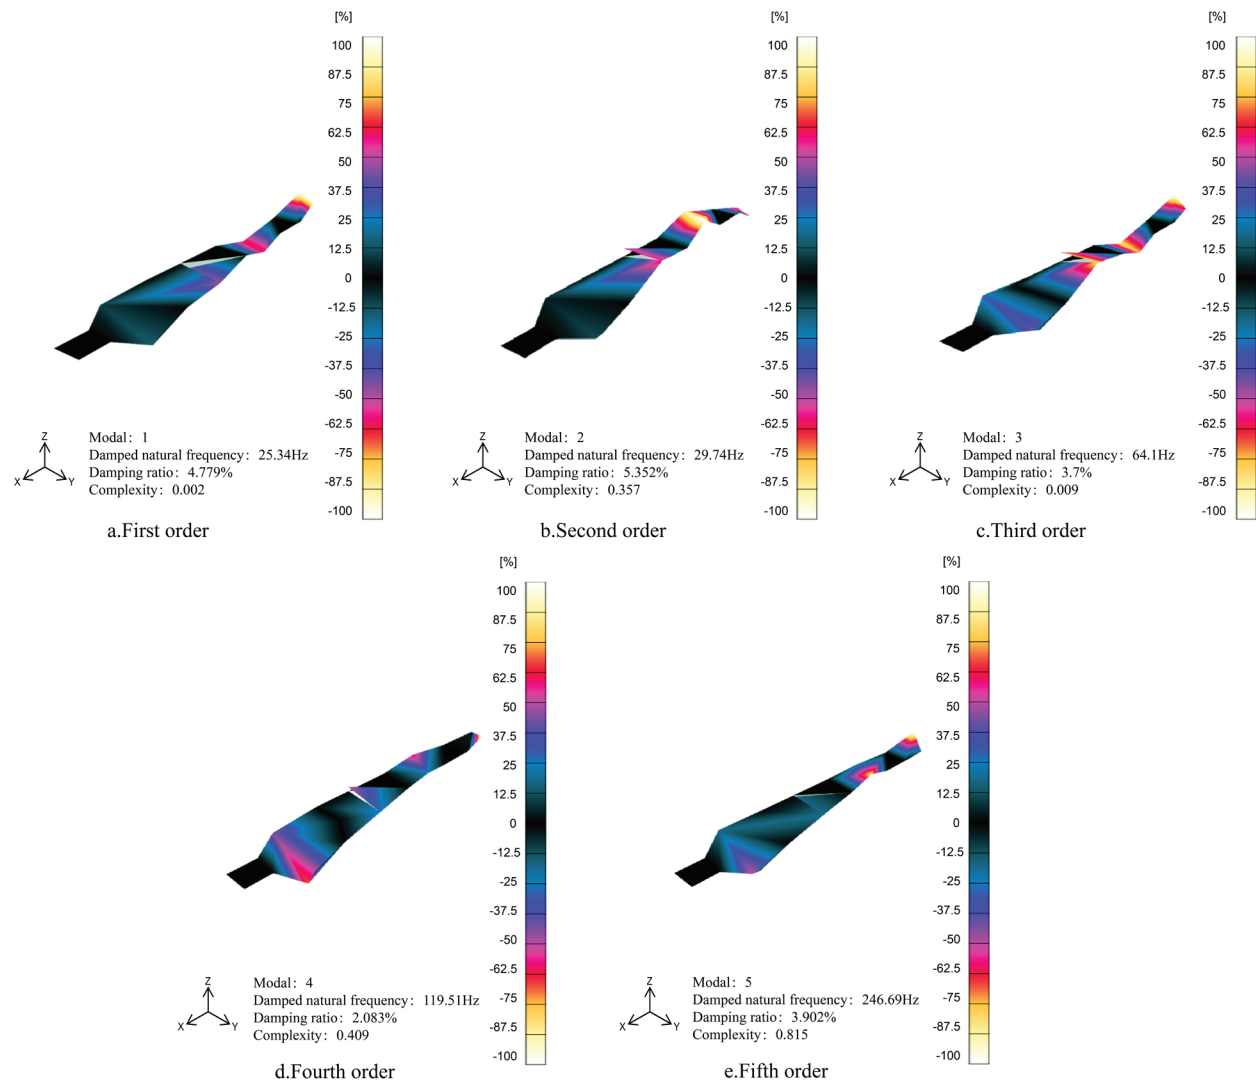 [%]
100
87.5
75
62.5
50
37.5
25
12.5
0
-12.5
-25
-37.5
-50
-62.5
-75
-87.5
-100
Z
X
Y
Modal: 1
Damped natural frequency: 25.34Hz
Damping ratio: 4.779%
Complexity: 0.002
a.First order
[%]
100
87.5
75
62.5
50
37.5
25
12.5
0
-12.5
-25
-37.5
-50
-62.5
-75
-87.5
-100
Z
X
Y
Modal: 2
Damped natural frequency: 29.74Hz
Damping ratio: 5.352%
Complexity: 0.357
b.Second order
[%]
100
87.5
75
62.5
50
37.5
25
12.5
0
-12.5
-25
-37.5
-50
-62.5
-75
-87.5
-100
Z
X
Y
Modal: 3
Damped natural frequency: 64.1Hz
Damping ratio: 3.7%
Complexity: 0.009
c.Third order
[%]
100
87.5
75
62.5
50
37.5
25
12.5
0
-12.5
-25
-37.5
-50
-62.5
-75
-87.5
-100
Z
X
Y
Modal: 4
Damped natural frequency: 119.51Hz
Damping ratio: 2.083%
Complexity: 0.409
d.Fourth order
[%]
100
87.5
75
62.5
50
37.5
25
12.5
0
-12.5
-25
-37.5
-50
-62.5
-75
-87.5
-100
Z
X
Y
Modal: 5
Damped natural frequency: 246.69Hz
Damping ratio: 3.902%
Complexity: 0.815
e.Fifth order